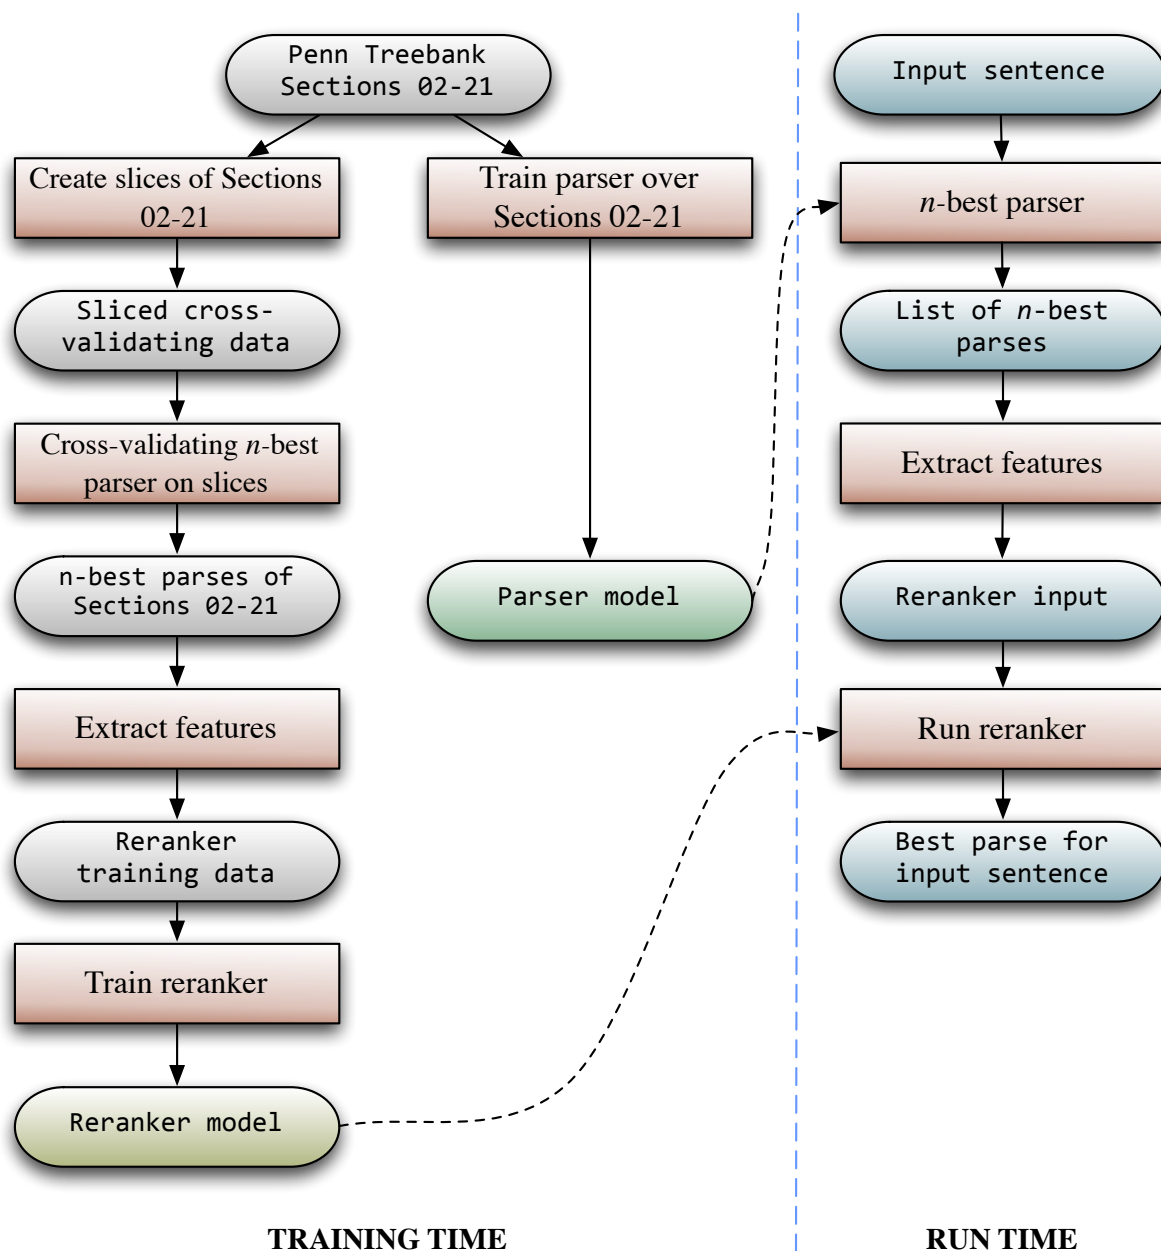 Penn Treebank
Sections 02-21
Create slices of Sections
02-21
Train parser over
Sections 02-21
Sliced cross-
validating data
Cross-validating n-best
parser on slices
n-best parses of
Sections 02-21
Parser model
Extract features
Reranker
training data
Train reranker
Reranker model
TRAINING TIME
Input sentence
n-best parser
List of n-best
parses
Extract features
Reranker input
Run reranker
Best parse for
input sentence
RUN TIME